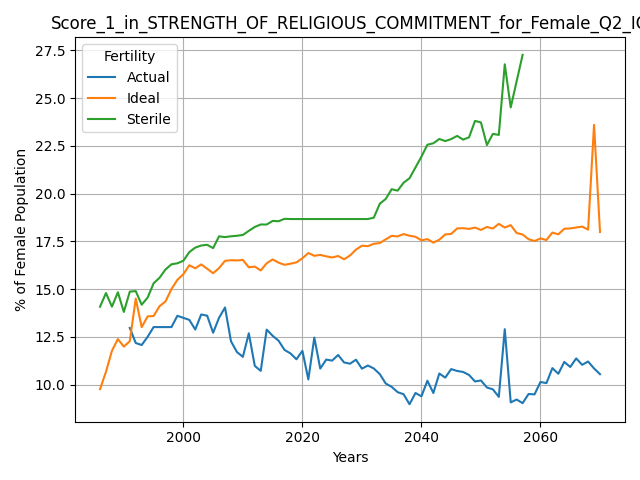 Score_1_in_STRENGTH_OF_RELIGIOUS_COMMITMENT_for_Female_Q2_IQ
27.5
25.0
22.5
20.0
17.5
15.0
12.5
10.0
% of Female Population
Fertility
Actual
Ideal
Sterile
2000 2020 2040 2060
Years